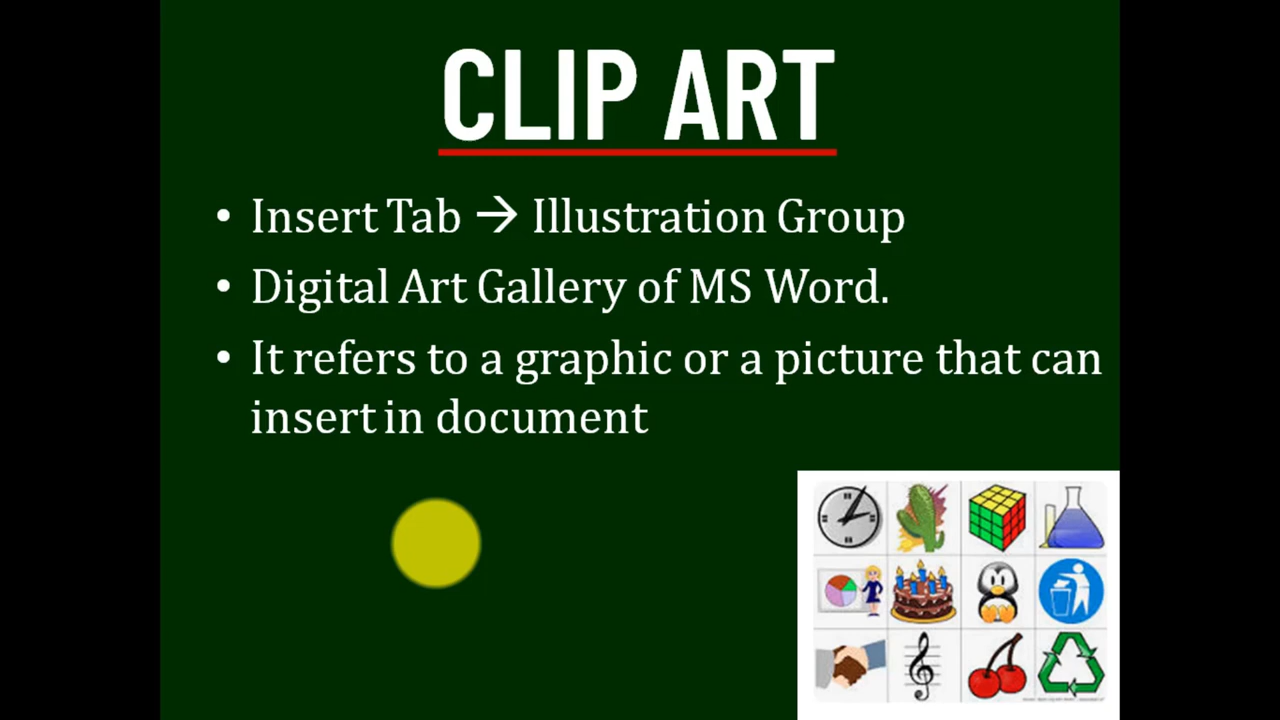 CLIP ART
• Insert Tab → Illustration Group
• Digital Art Gallery of MS Word.
• It refers to a graphic or a picture that can
insert in document